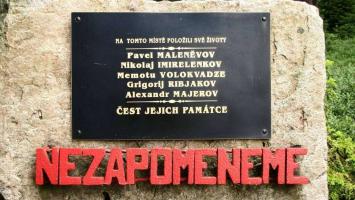 NA TOMTO MÍSTĚ POLOŽILI SVÉ ŽIVOTY
Pavel MALENĚVOV
Nikolaj IMIRELENKOV
Memotu VOLOKVADZE
Grigorij RIBJAKOV
Alexandr MAJEROV
ČEST JEJICH PAMÁTCE
NEZAPOMENEME